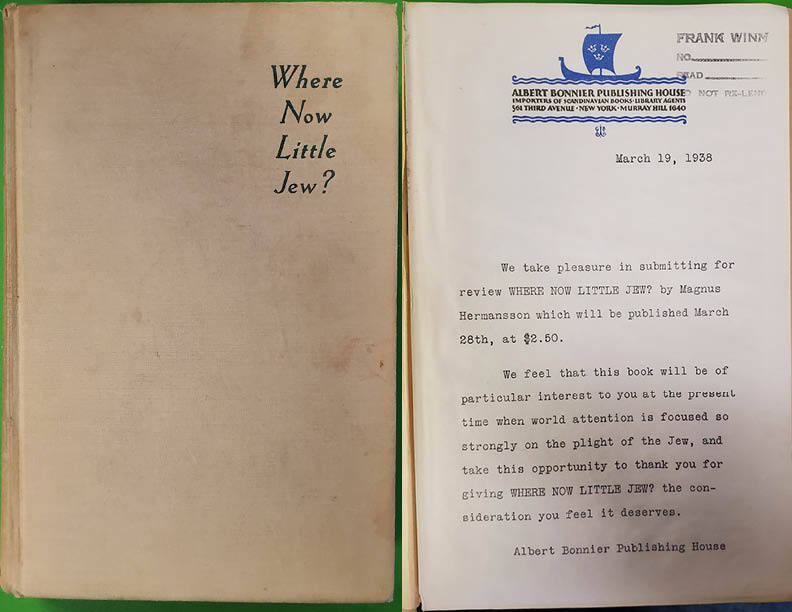 Where
Now
Little
Jew?
FRANK WINN
NO.
READ
DO NOT RE-LEND
ALBERT BONNIER PUBLISHING HOUSE
IMPORTERS OF SCANDINAVIAN BOOKS · LIBRARY AGENTS
561 THIRD AVENUE · NEW YORK · MURRAY HILL 1640
March 19, 1938
We take pleasure in submitting for
review WHERE NOW LITTLE JEW? by Magnus
Hermansson which will be published March
28th, at $2.50.
We feel that this book will be of
particular interest to you at the present
time when world attention is focused so
strongly on the plight of the Jew, and
take this opportunity to thank you for
giving WHERE NOW LITTLE JEW? the con-
sideration you feel it deserves.
Albert Bonnier Publishing House